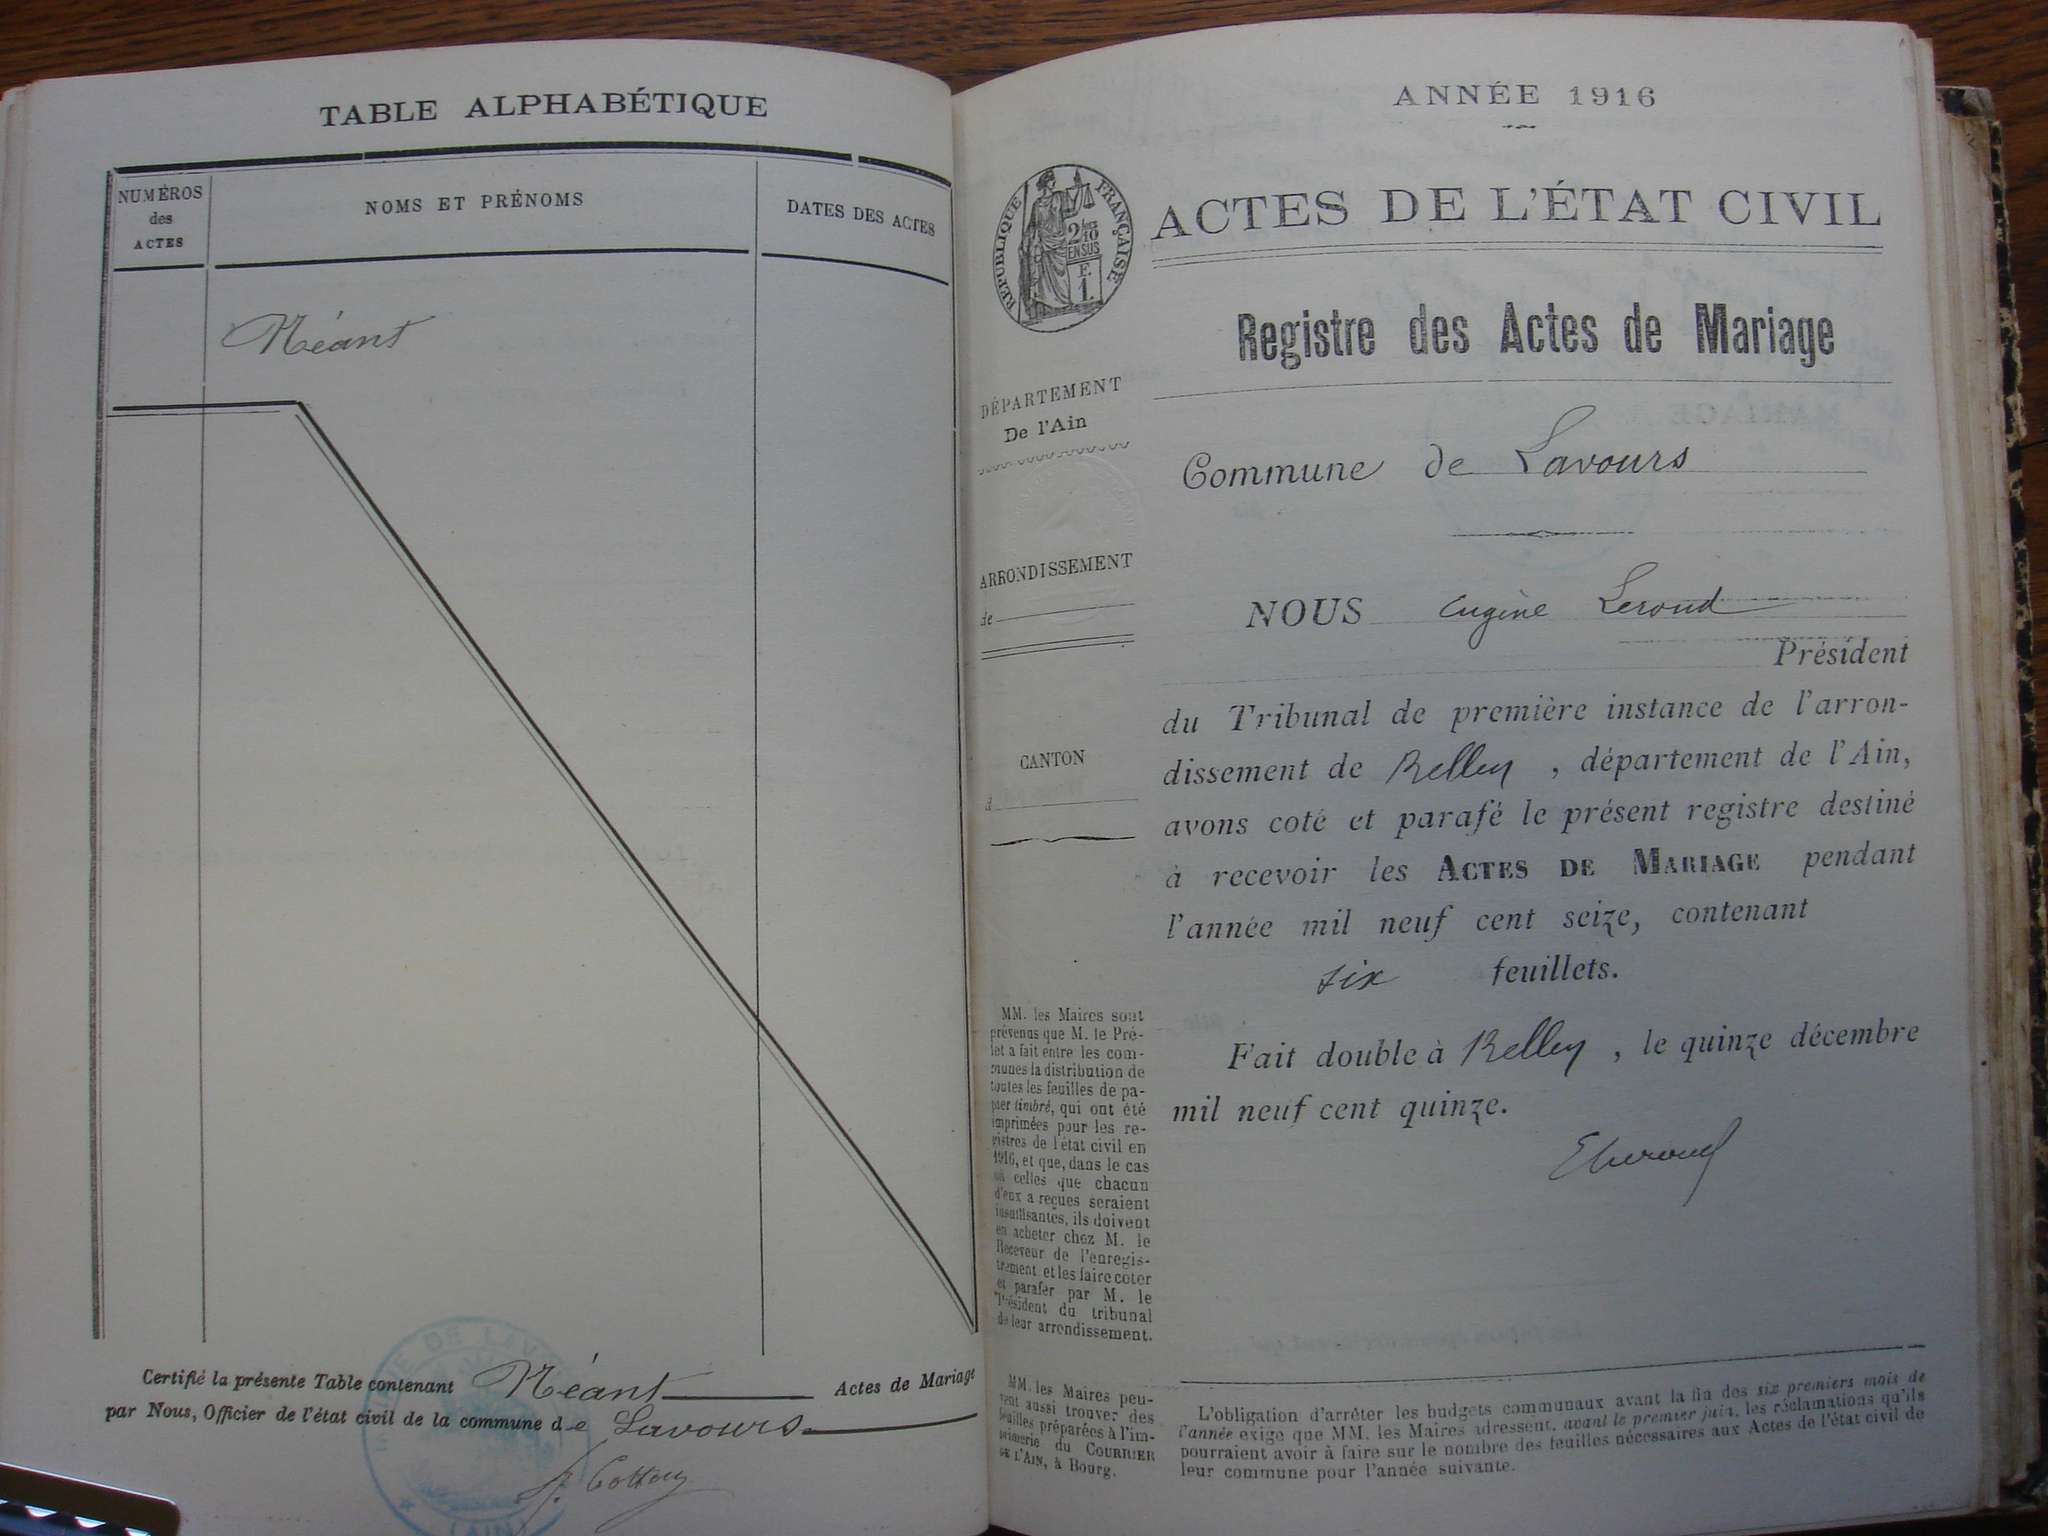 TABLE ALPHABÉTIQUE
NUMÉROS
des
ACTES
NOMS ET PRÉNOMS
DATES DES ACTES
Néant
Certifié la présente Table contenant Néant Actes de Mariage
par Nous, Officier de l'état civil de la commune de Lavours
MAIRIE DE LAV
(AIN)
ANNÉE 1916
RÉPUBLIQUE FRANÇAISE
2/10
EN SUS
F.
1.
ACTES DE L'ÉTAT CIVIL
Registre des Actes de Mariage
DÉPARTEMENT
De l'Ain
ARRONDISSEMENT
de
CANTON
d
MM. les Maires sont
prévenus que M. le Pré-
fet a fait entre les com-
munes la distribution de
toutes les feuilles de pa-
pier timbré, qui ont été
imprimées pour les re-
gistres de l'état civil en
1916, et que, dans le cas
où celles que chacun
d'eux a reçues seraient
insuffisantes, ils doivent
en acheter chez M. le
Receveur de l'enregis-
trement et les faire coter
et parafer par M. le
Président du tribunal
de leur arrondissement.
MM. les Maires peu-
vent aussi trouver des
feuilles préparées à l'im-
primerie du COURRIER
DE L'AIN, à Bourg.
Commune de Lavours
NOUS Eugène Leroud
Président
du Tribunal de première instance de l'arron-
dissement de Belley, département de l'Ain,
avons coté et parafé le présent registre destiné
à recevoir les ACTES DE MARIAGE pendant
l'année mil neuf cent seize, contenant
six feuillets.
Fait double à Belley, le quinze décembre
mil neuf cent quinze.
L'obligation d'arrêter les budgets communaux avant la fin des six premiers mois de
l'année exige que MM. les Maires adressent, avant le premier juin, les réclamations qu'ils
pourraient avoir à faire sur le nombre des feuilles nécessaires aux Actes de l'état civil de
leur commune pour l'année suivante.